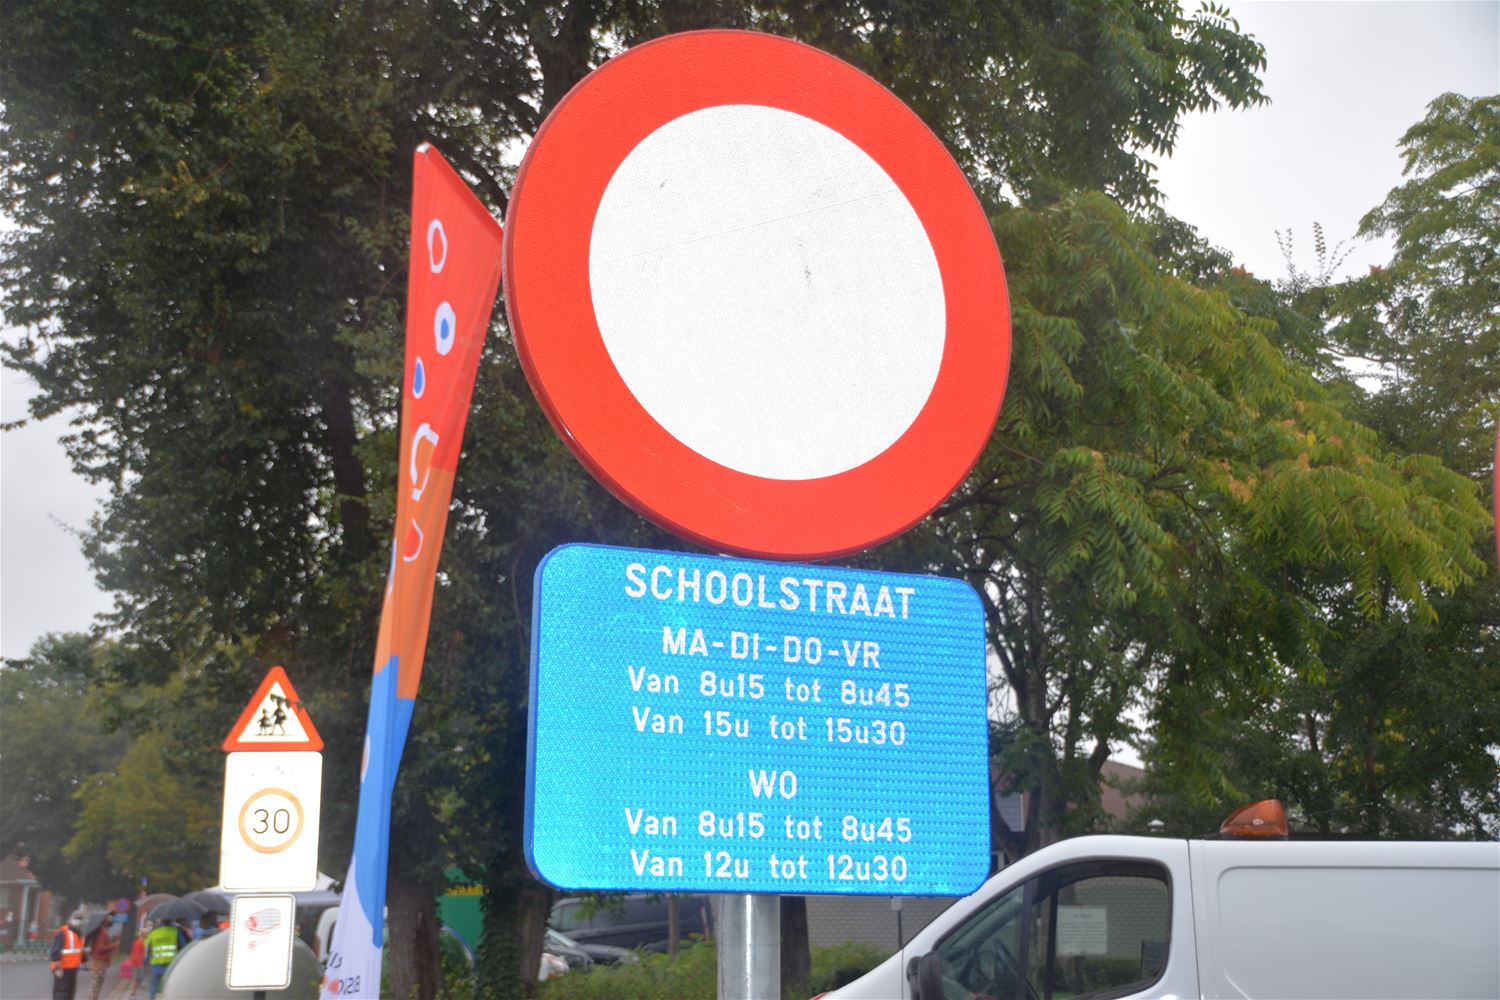 SCHOOLSTRAAT
MA-DI-DO-VR
Van 8u15 tot 8u45
Van 15u tot 15u30
WO
Van 8u15 tot 8u45
Van 12u tot 12u30
30